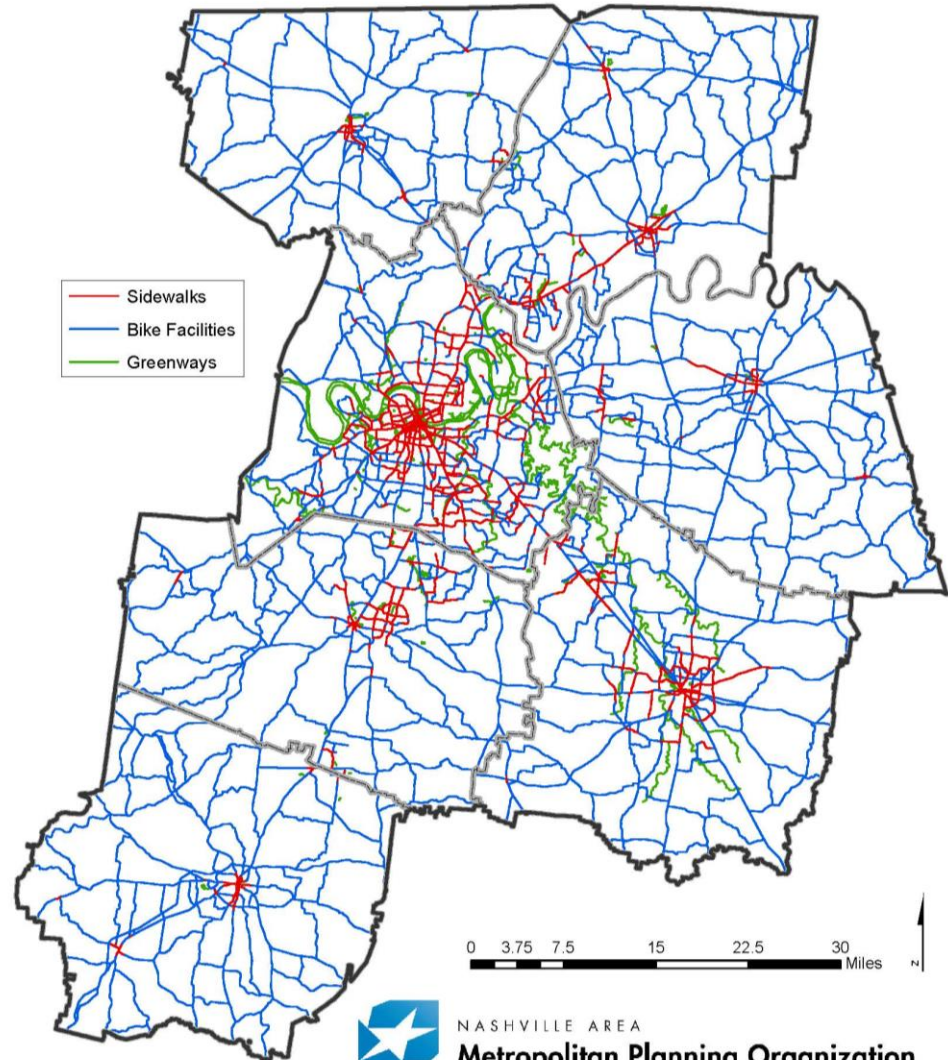 Sidewalks
Bike Facilities
Greenways
0 3.75 7.5 15 22.5 30
Miles
N
NASHVILLE AREA
Metropolitan Planning Organization